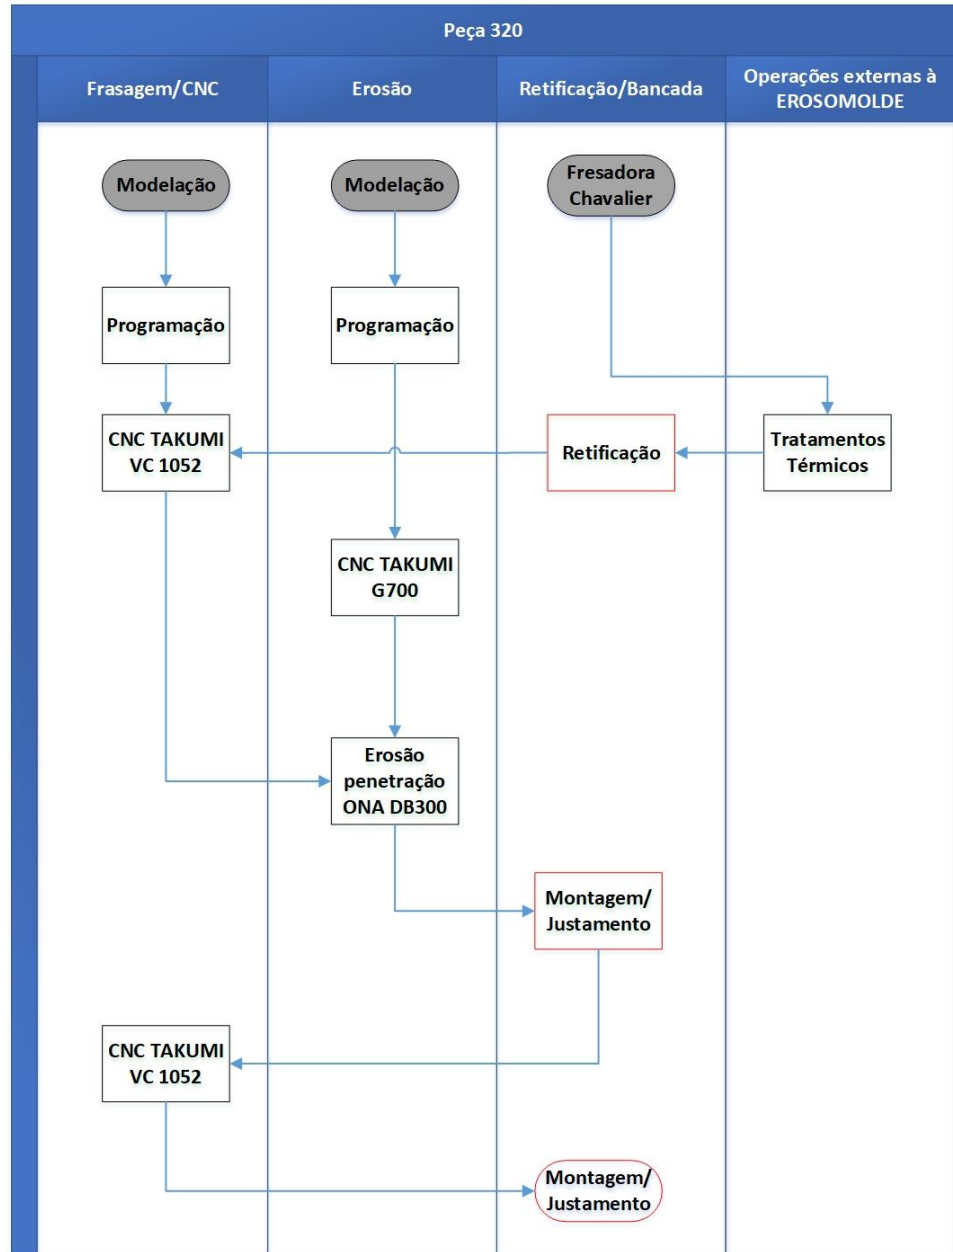 Peça 320
Frasagem/CNC
Erosão
Retificação/Bancada
Operações externas à
EROSOMOLDE
Modelação
Modelação
Fresadora
Chavalier
Programação
Programação
CNC TAKUMI
VC 1052
Retificação
Tratamentos
Térmicos
CNC TAKUMI
G700
Erosão
penetração
ONA DB300
Montagem/
Justamento
CNC TAKUMI
VC 1052
Montagem/
Justamento